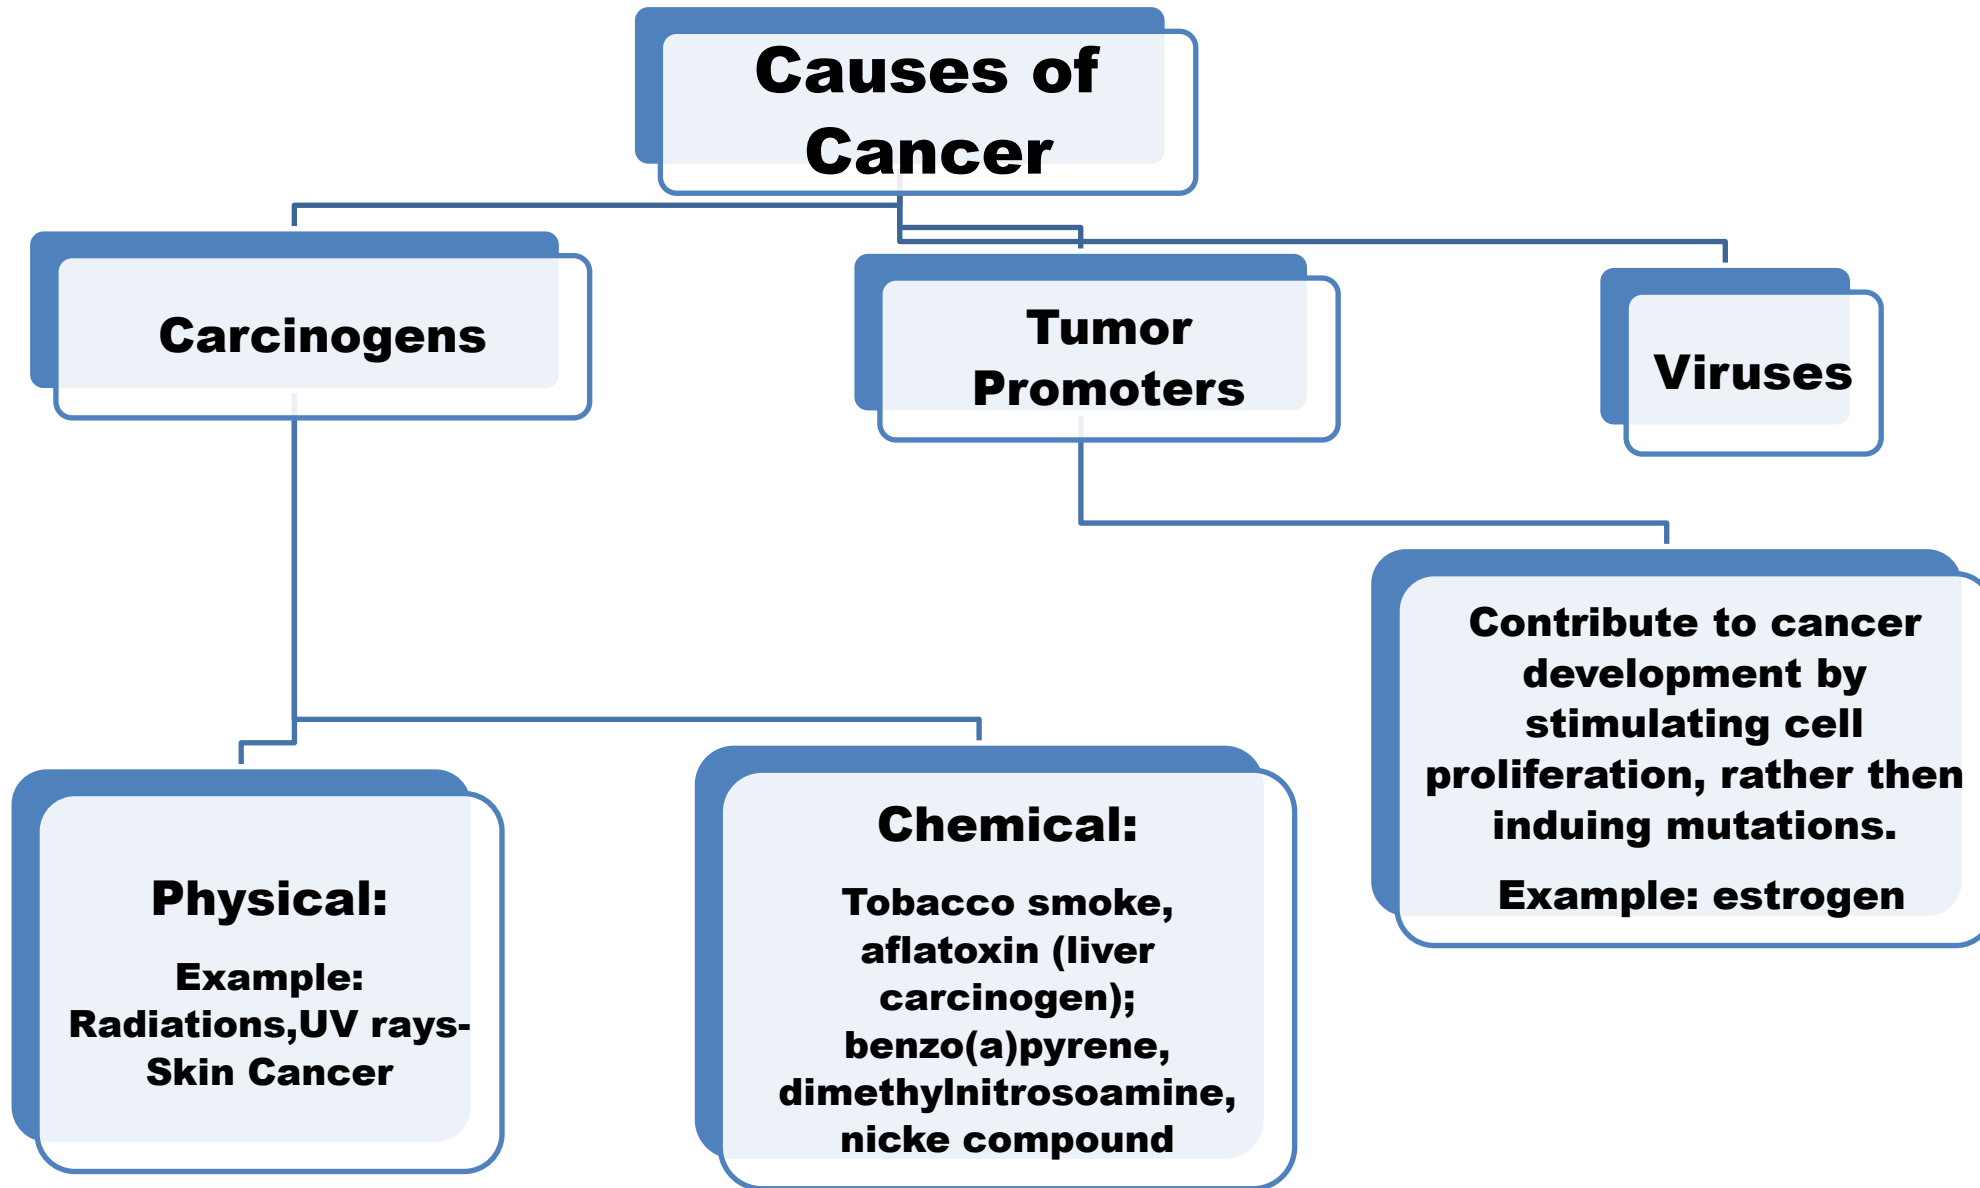 Causes of
Cancer
Carcinogens
Tumor
Promoters
Viruses
Contribute to cancer
development by
stimulating cell
proliferation, rather then
induing mutations.
Example: estrogen
Physical:
Example:
Radiations,UV rays-
Skin Cancer
Chemical:
Tobacco smoke,
aflatoxin (liver
carcinogen);
benzo(a)pyrene,
dimethylnitrosoamine,
nicke compound